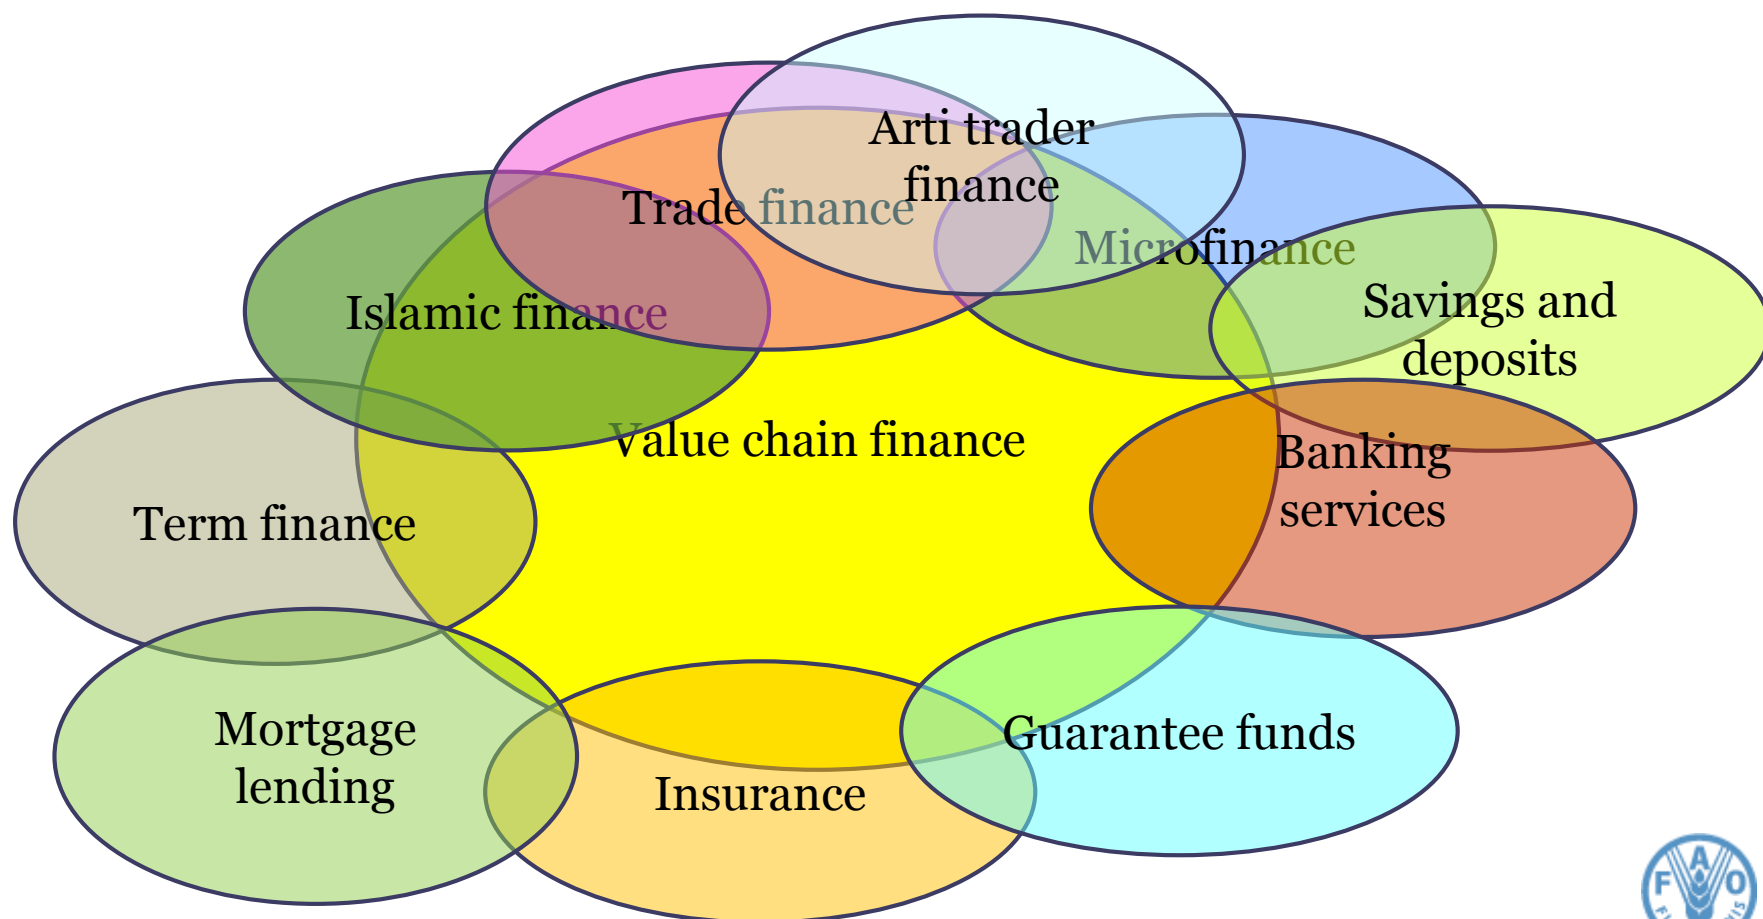 Arti trader
finance
Trade finance
Microfinance
Islamic finance
Savings and
deposits
Value chain finance
Banking
services
Term finance
Mortgage
lending
Insurance
Guarantee funds
F A O